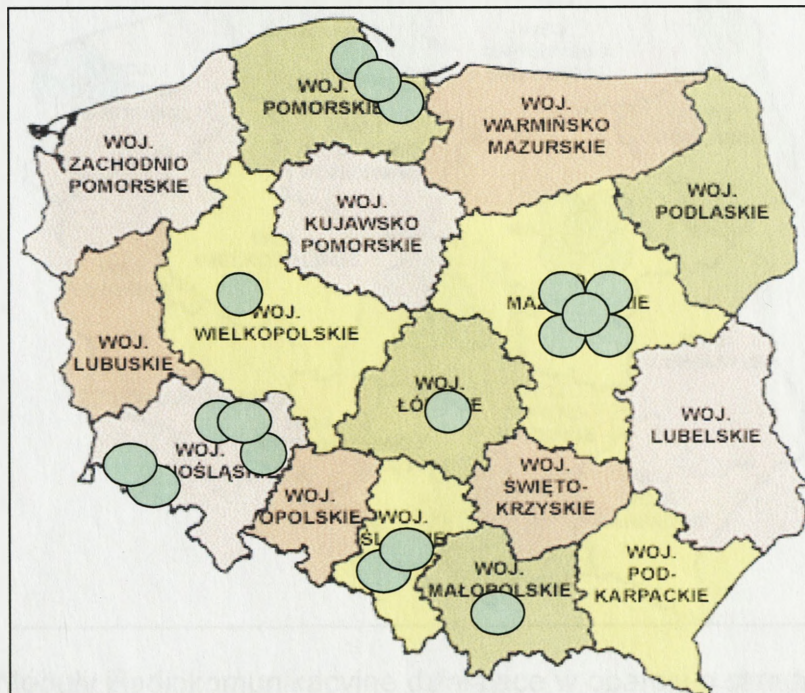 WOJ.
POMORSKIE
WOJ.
WARMIŃSKO
MAZURSKIE
WOJ.
ZACHODNIO
POMORSKIE
WOJ.
PODLASKIE
WOJ.
KUJAWSKO
POMORSKIE
WOJ.
WIELKOPOLSKIE
WOJ.
LUBUSKIE
WOJ.
WOJ.
LUBELSKIE
WOJ.
WOJ.
ŚWIĘTO-
KRZYSKIE
WOJ.
OPOLSKIE
WOJ.
WOJ.
MAŁOPOLSKIE
WOJ.
POD-
KARPACKIE